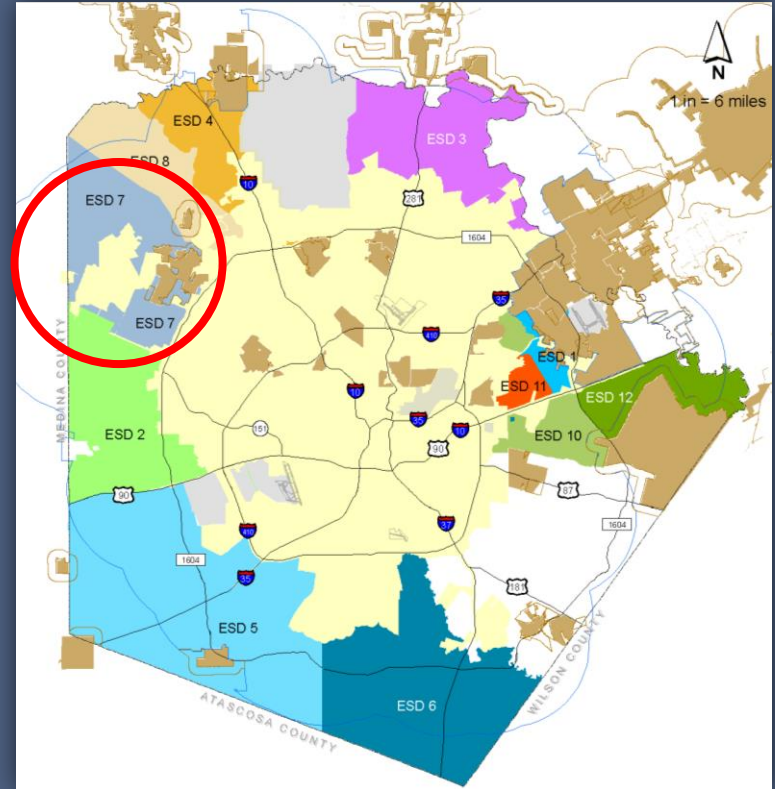 N
1 in = 6 miles
ESD 4
ESD 3
ESD 8
10
ESD 7
281
1604
35
ESD 7
410
ESD 1
MEDINA COUNTY
ESD 11
10
ESD 12
35
ESD 2
151
10
ESD 10
90
90
87
37
410
1604
1604
35
181
ESD 5
ESD 6
WILSON COUNTY
ATASCOSA COUNTY